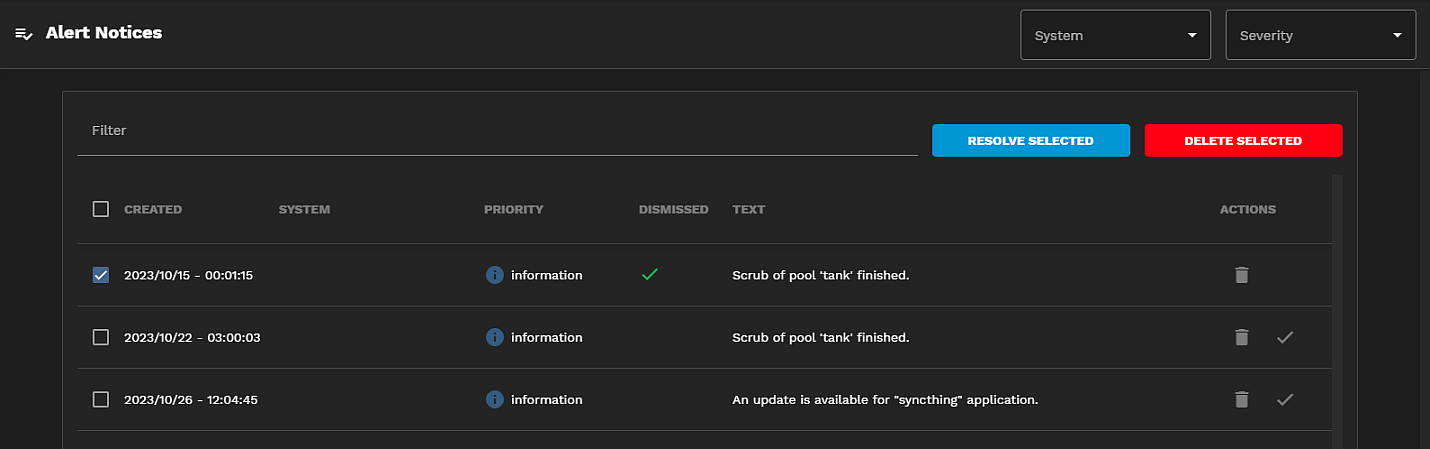 Alert Notices
System
Severity
Filter
RESOLVE SELECTED
DELETE SELECTED
CREATED SYSTEM PRIORITY DISMISSED TEXT ACTIONS
2023/10/15 - 00:01:15 information Scrub of pool 'tank' finished.
2023/10/22 - 03:00:03 information Scrub of pool 'tank' finished.
2023/10/26 - 12:04:45 information An update is available for "syncthing" application.